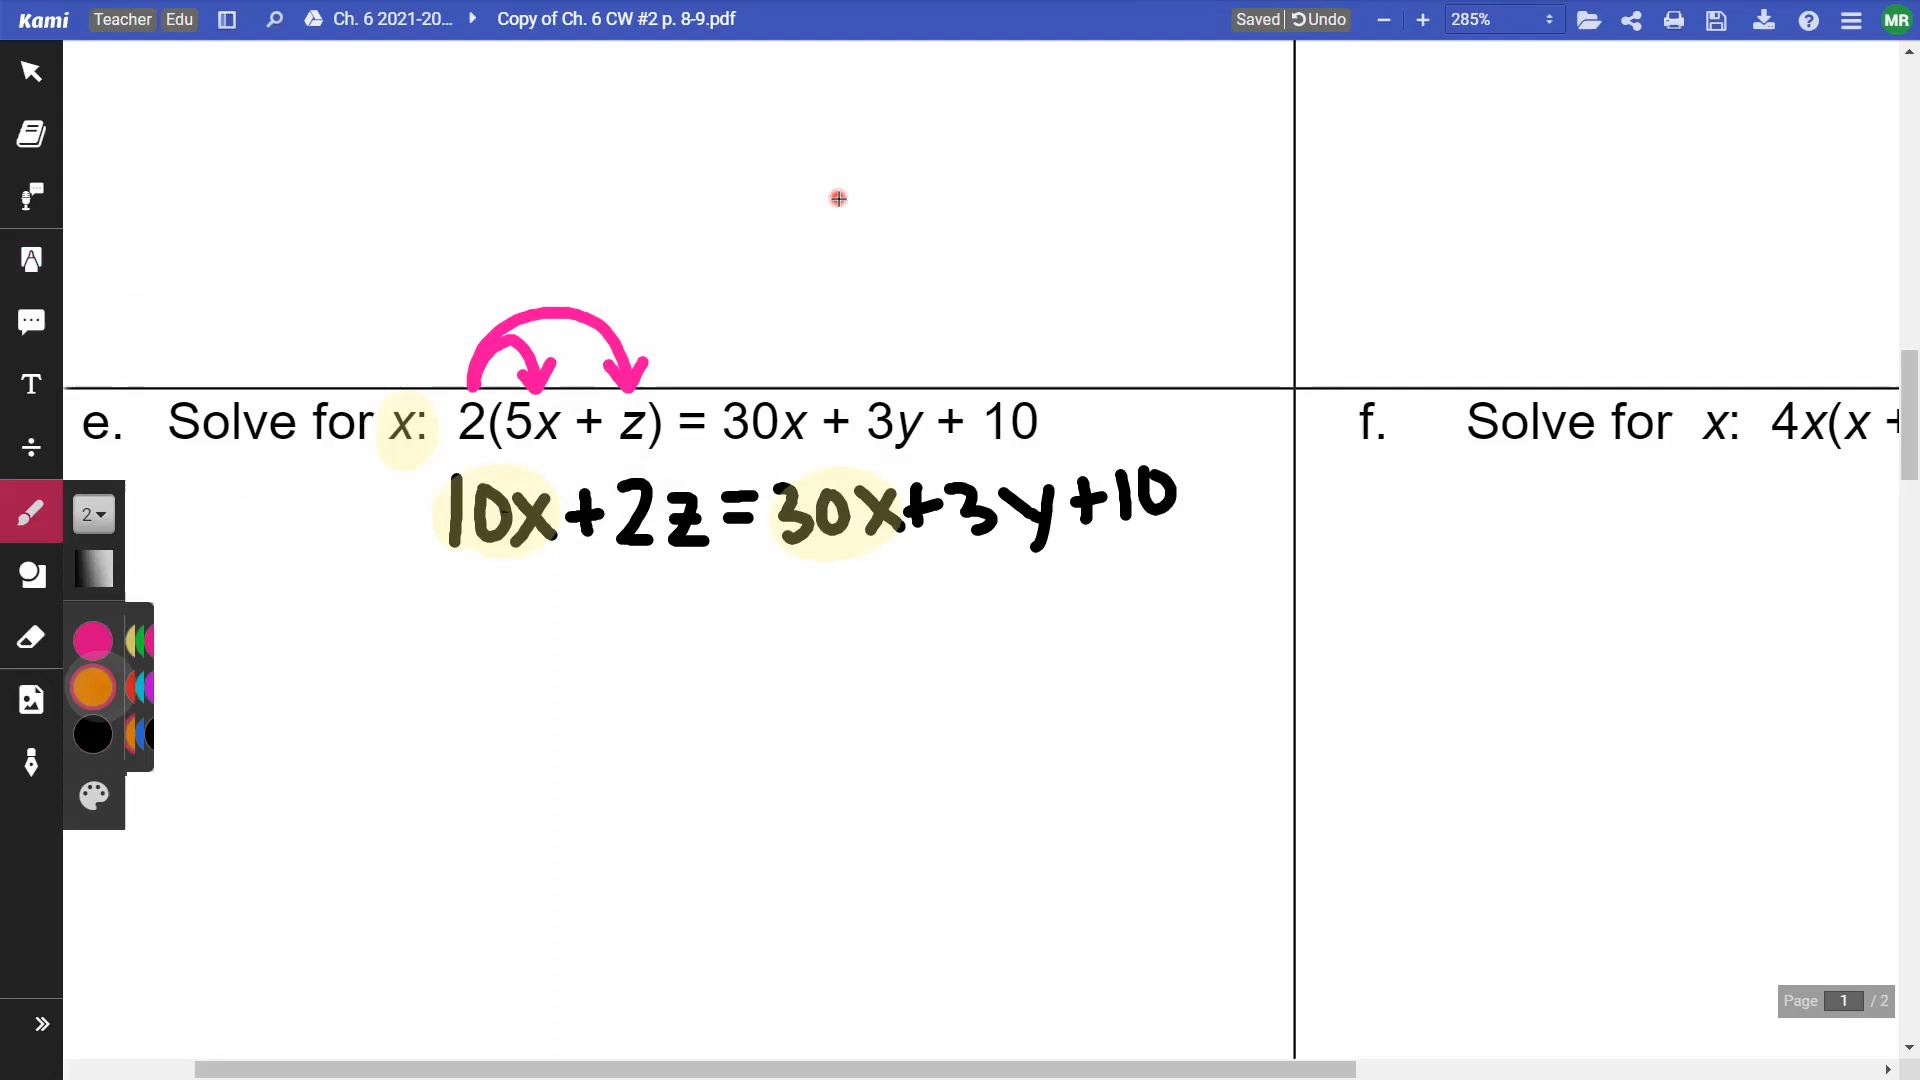 Kami Teacher Edu Ch. 6 2021-20... Copy of Ch. 6 CW #2 p. 8-9.pdf Saved Undo 285% MR
e. Solve for x: 2(5x + z) = 30x + 3y + 10
10x+2z=30x+3y+10
f. Solve for x: 4x(x +
2
Page 1 / 2